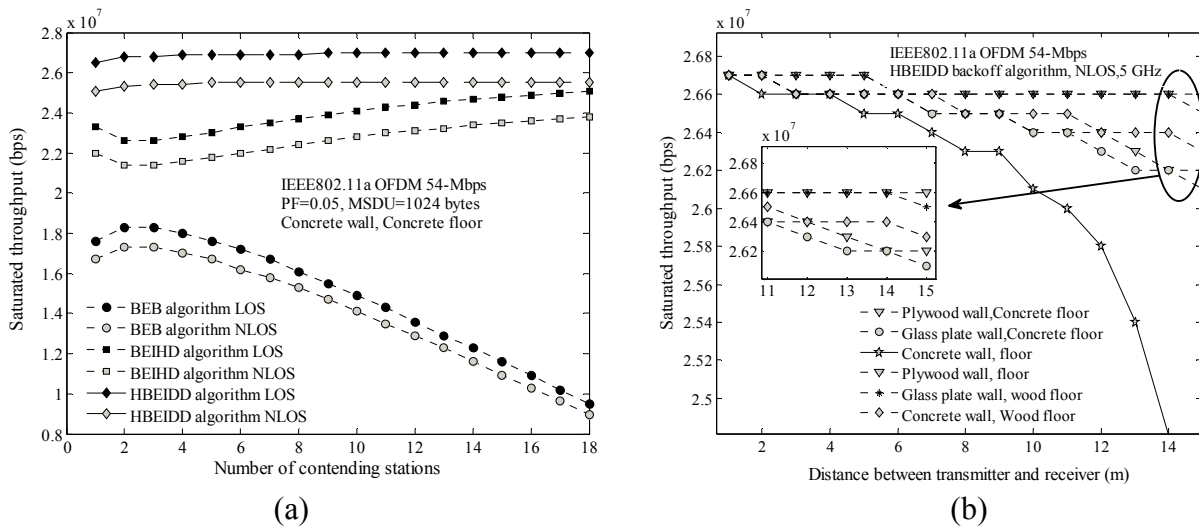 x 10⁷
2.8
2.6
2.4
2.2
2
1.8
1.6
1.4
1.2
1
0.8
Saturated throughput (bps)
IEEE802.11a OFDM 54-Mbps
PF=0.05, MSDU=1024 bytes
Concrete wall, Concrete floor
BEB algorithm LOS
BEB algorithm NLOS
BEIHD algorithm LOS
BEIHD algorithm NLOS
HBEIDD algorithm LOS
HBEIDD algorithm NLOS
0 2 4 6 8 10 12 14 16 18
Number of contending stations
(a)
x 10⁷
2.68
2.66
2.64
2.62
2.6
2.58
2.56
2.54
2.52
2.5
Saturated throughput (bps)
IEEE802.11a OFDM 54-Mbps
HBEIDD backoff algorithm, NLOS,5 GHz
x 10⁷
2.68
2.66
2.64
2.62
11 12 13 14 15
Plywood wall,Concrete floor
Glass plate wall,Concrete floor
Concrete wall, floor
Plywood wall, floor
Glass plate wall, wood floor
Concrete wall, Wood floor
2 4 6 8 10 12 14
Distance between transmitter and receiver (m)
(b)